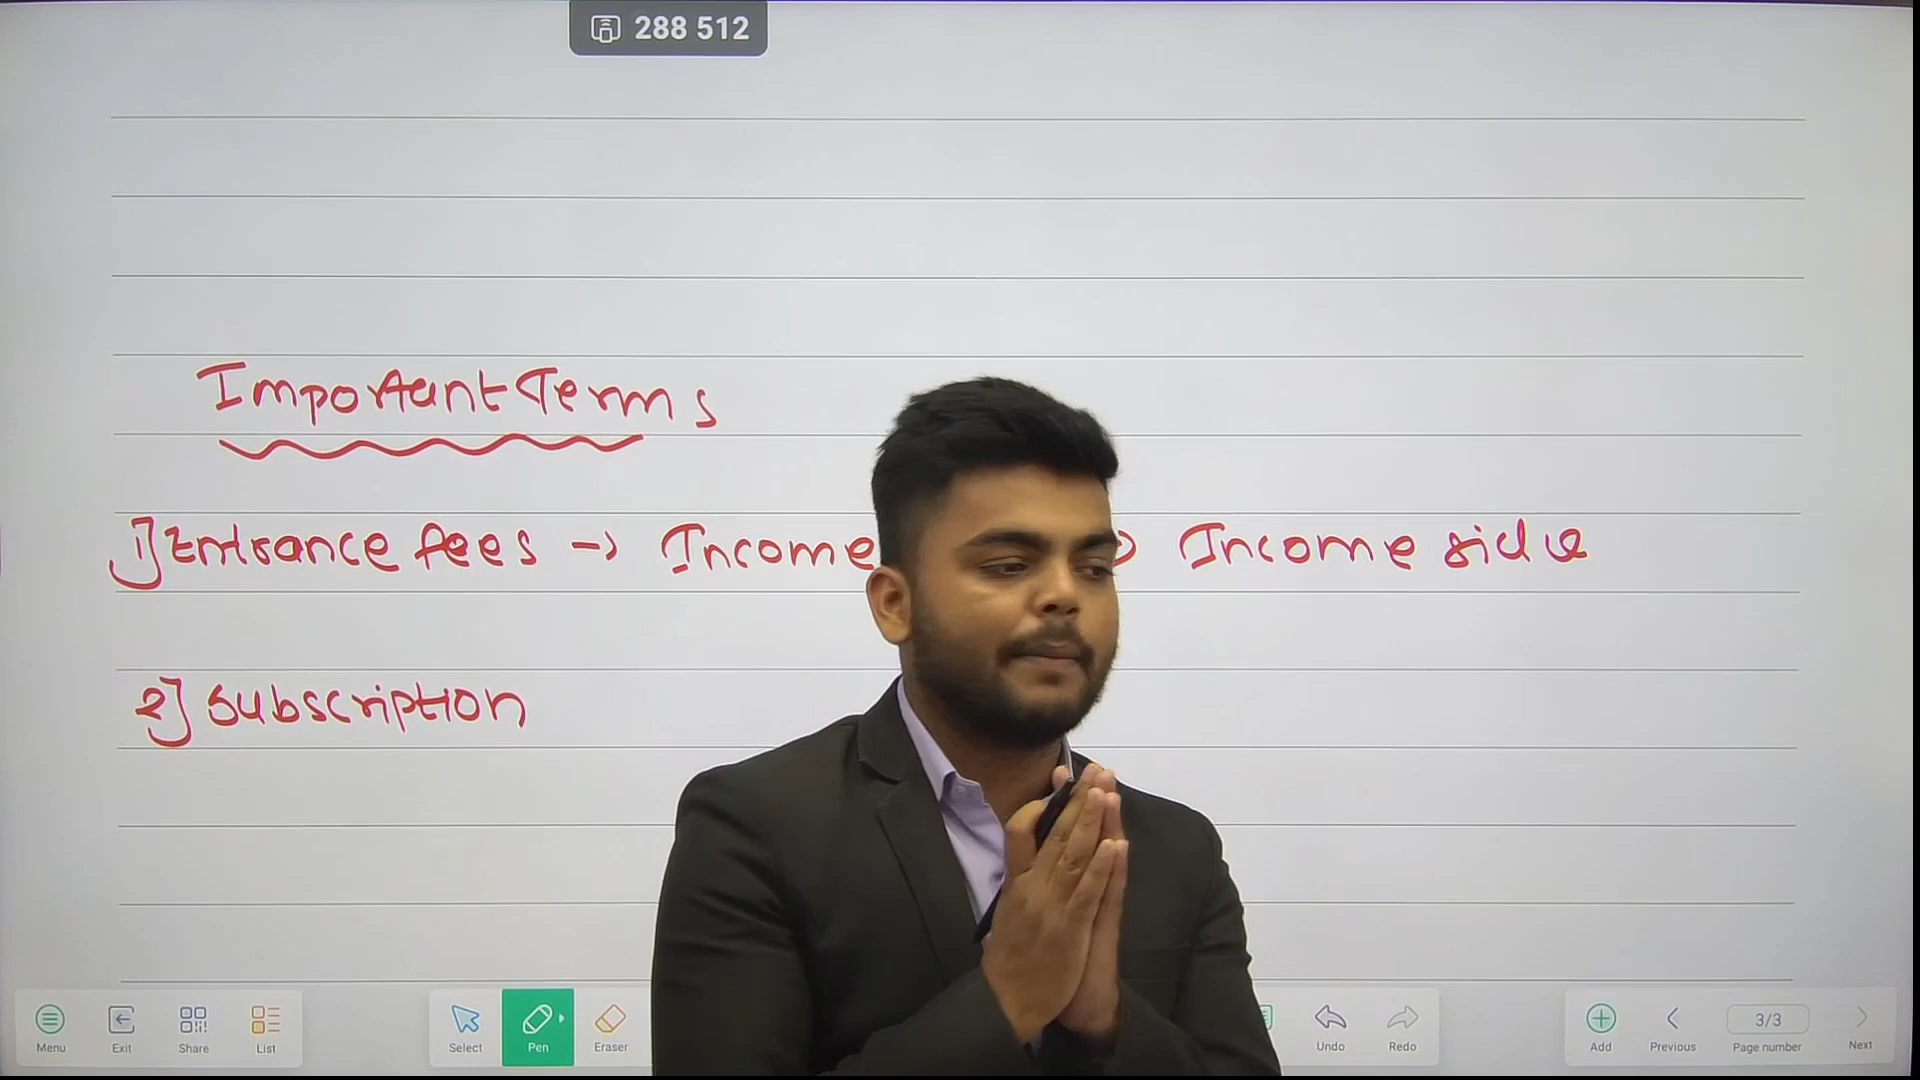 288 512
Important Terms
1] Entrance fees → Income → Income side
2] Subscription
Menu Exit Share List Select Pen Eraser Undo Redo Add Previous 3/3 Page number Next